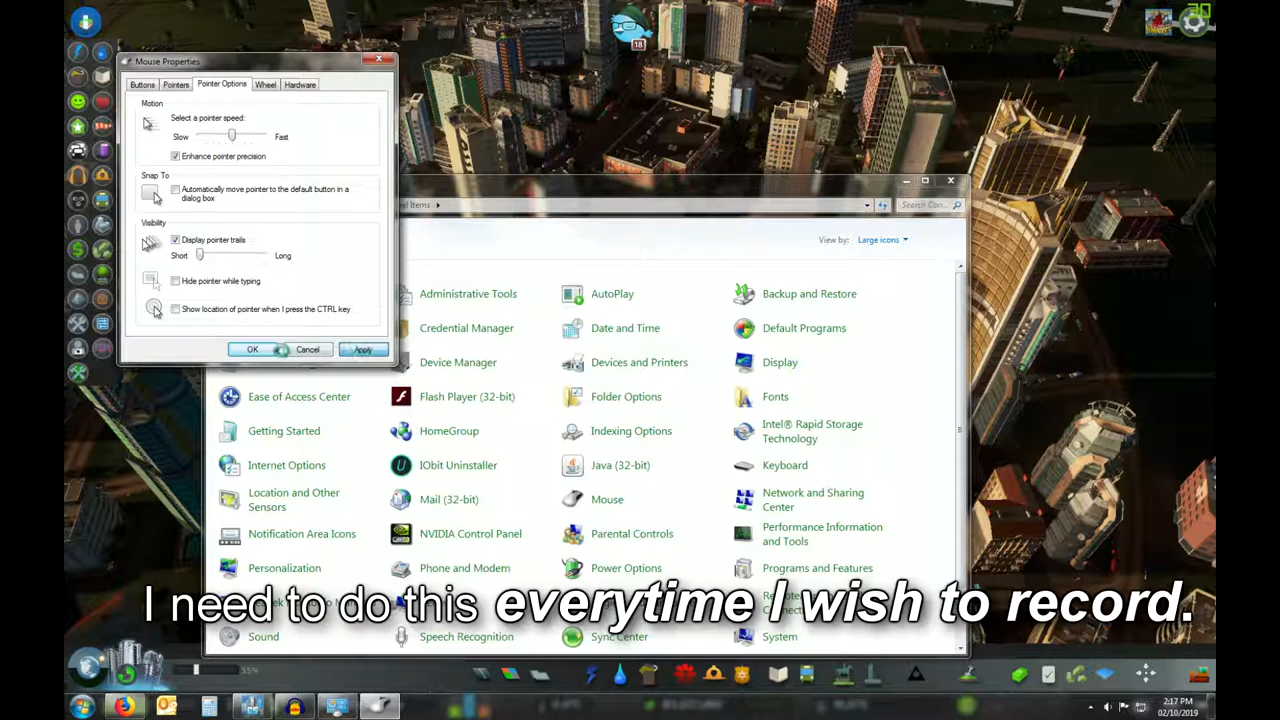 20
18
Mouse Properties
Buttons
Pointers
Pointer Options
Wheel
Hardware
Motion
Select a pointer speed:
Slow
Fast
Enhance pointer precision
Snap To
Automatically move pointer to the default button in a
dialog box
Visibility
Display pointer trails
Short
Long
Hide pointer while typing
Show location of pointer when I press the CTRL key
OK
Cancel
Apply
Items
Search Con...
View by:
Large icons
Administrative Tools
AutoPlay
Backup and Restore
Credential Manager
Date and Time
Default Programs
Device Manager
Devices and Printers
Display
Ease of Access Center
Flash Player (32-bit)
Folder Options
Fonts
Getting Started
HomeGroup
Indexing Options
Intel® Rapid Storage
Technology
Internet Options
IObit Uninstaller
Java (32-bit)
Keyboard
Location and Other
Sensors
Mail (32-bit)
Mouse
Network and Sharing
Center
Notification Area Icons
NVIDIA Control Panel
Parental Controls
Performance Information
and Tools
Personalization
Phone and Modem
Power Options
Programs and Features
I need to do this everytime I wish to record.
Sound
Speech Recognition
Sync Center
System
35%
2:17 PM
02/10/2019